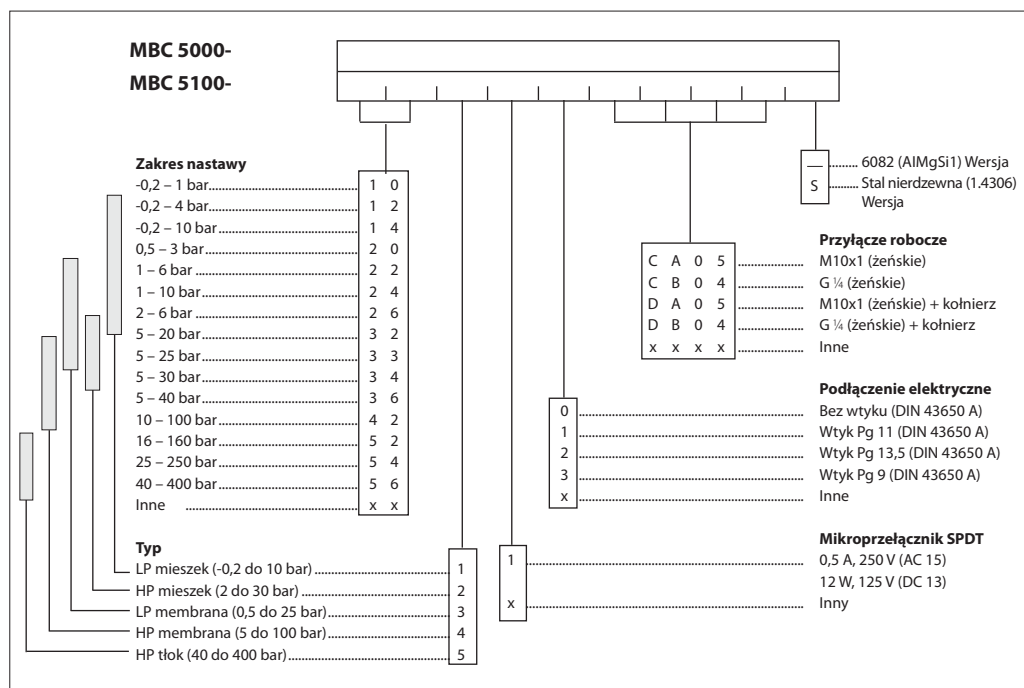 MBC 5000-
MBC 5100-
Zakres nastawy
-0,2 – 1 bar 1 0
-0,2 – 4 bar 1 2
-0,2 – 10 bar 1 4
0,5 – 3 bar 2 0
1 – 6 bar 2 2
1 – 10 bar 2 4
2 – 6 bar 2 6
5 – 20 bar 3 2
5 – 25 bar 3 3
5 – 30 bar 3 4
5 – 40 bar 3 6
10 – 100 bar 4 2
16 – 160 bar 5 2
25 – 250 bar 5 4
40 – 400 bar 5 6
Inne x x
Typ
LP mieszek (-0,2 do 10 bar) 1
HP mieszek (2 do 30 bar) 2
LP membrana (0,5 do 25 bar) 3
HP membrana (5 do 100 bar) 4
HP tłok (40 do 400 bar) 5
— 6082 (AlMgSi1) Wersja
S Stal nierdzewna (1.4306)
Wersja
Przyłącze robocze
C A 0 5 M10x1 (żeńskie)
C B 0 4 G ¼ (żeńskie)
D A 0 5 M10x1 (żeńskie) + kołnierz
D B 0 4 G ¼ (żeńskie) + kołnierz
x x x x Inne
Podłączenie elektryczne
0 Bez wtyku (DIN 43650 A)
1 Wtyk Pg 11 (DIN 43650 A)
2 Wtyk Pg 13,5 (DIN 43650 A)
3 Wtyk Pg 9 (DIN 43650 A)
x Inne
Mikroprzełącznik SPDT
1 0,5 A, 250 V (AC 15)
12 W, 125 V (DC 13)
x Inny